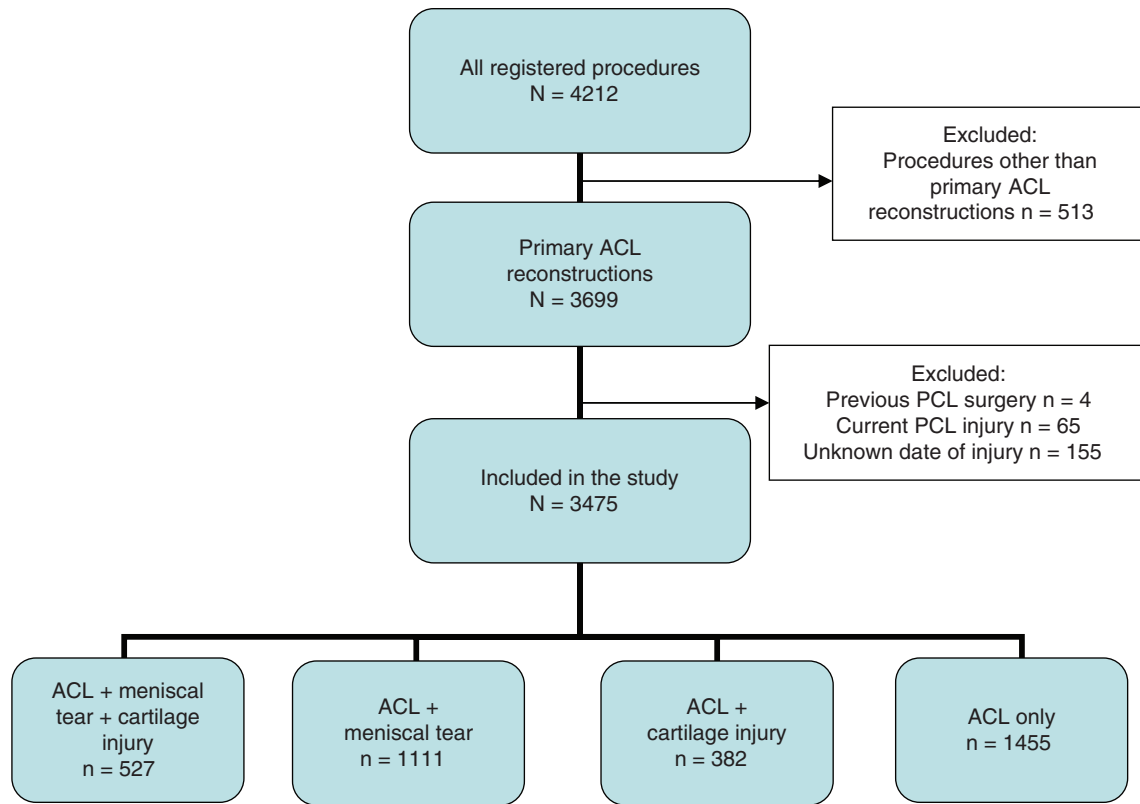 All registered procedures
N = 4212
Excluded:
Procedures other than
primary ACL
reconstructions n = 513
Primary ACL
reconstructions
N = 3699
Excluded:
Previous PCL surgery n = 4
Current PCL injury n = 65
Unknown date of injury n = 155
Included in the study
N = 3475
ACL + meniscal
tear + cartilage
injury
n = 527
ACL +
meniscal tear
n = 1111
ACL +
cartilage injury
n = 382
ACL only
n = 1455